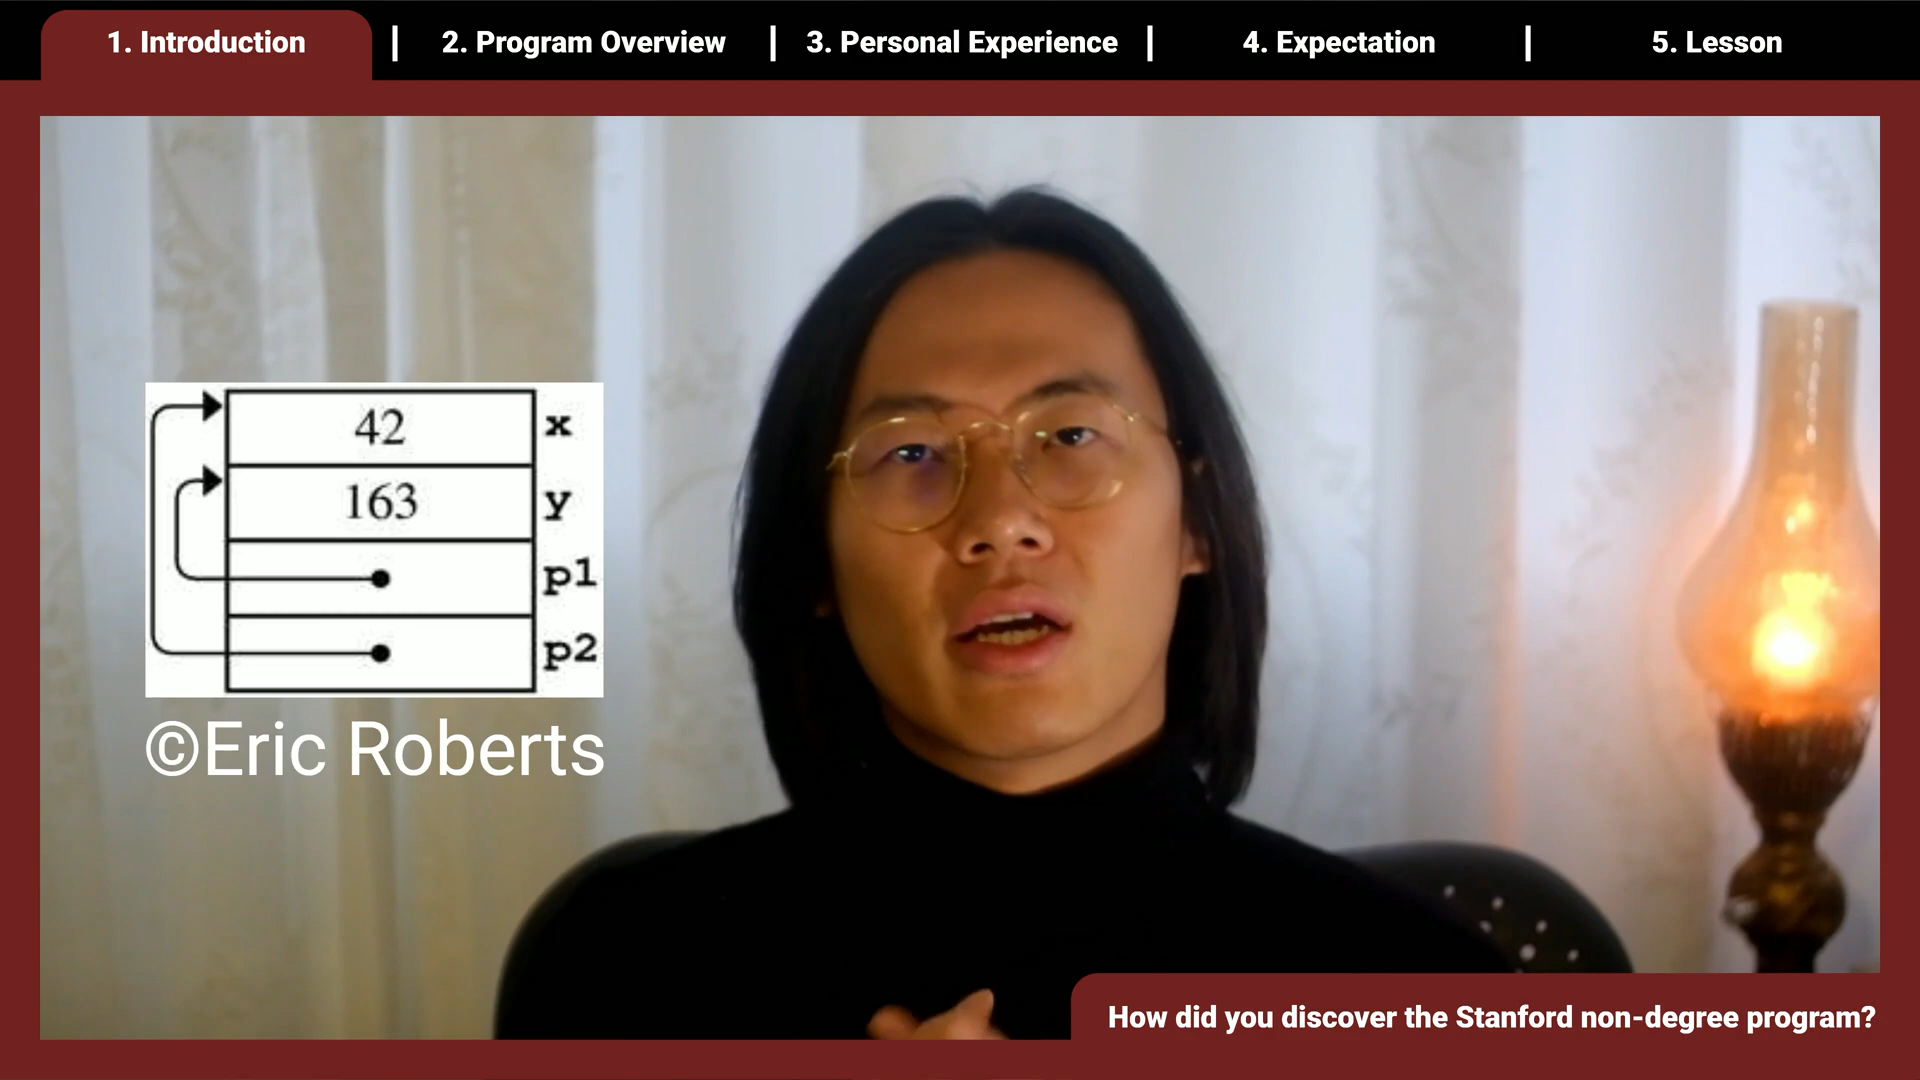 1. Introduction | 2. Program Overview | 3. Personal Experience | 4. Expectation | 5. Lesson
42 x
163 y
p1
p2
©Eric Roberts
How did you discover the Stanford non-degree program?